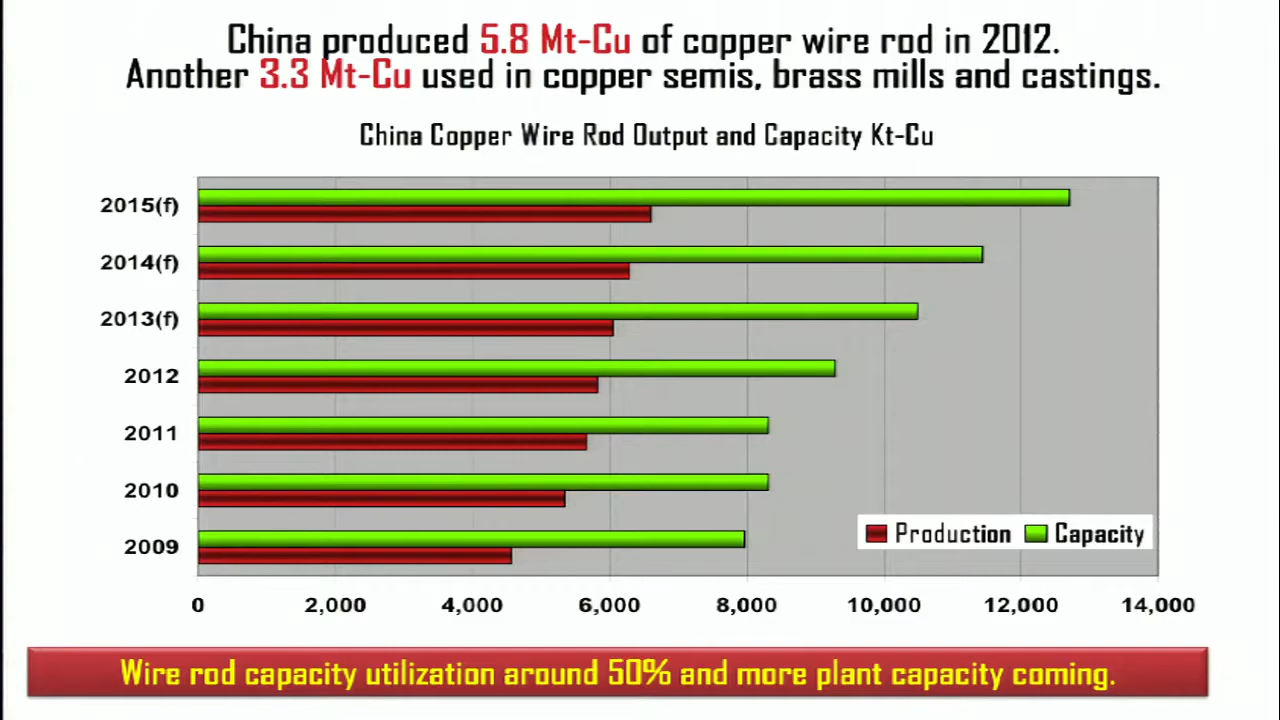 China produced 5.8 Mt-Cu of copper wire rod in 2012.
Another 3.3 Mt-Cu used in copper semis, brass mills and castings.
China Copper Wire Rod Output and Capacity Kt-Cu
2015(f)
2014(f)
2013(f)
2012
2011
2010
2009
Production Capacity
0 2,000 4,000 6,000 8,000 10,000 12,000 14,000
Wire rod capacity utilization around 50% and more plant capacity coming.